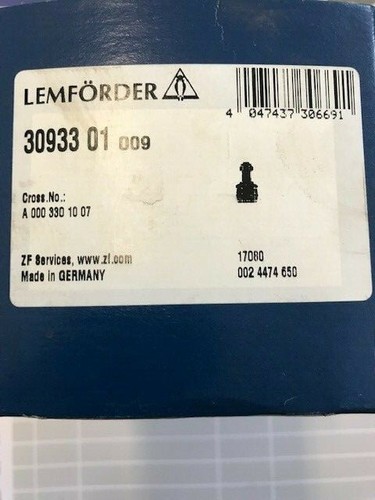 LEMFÖRDER
4 047437 306691
30933 01 009
Cross.No.:
A 000 330 10 07
ZF Services, www.zf.com
Made in GERMANY
17080
002 4474 650